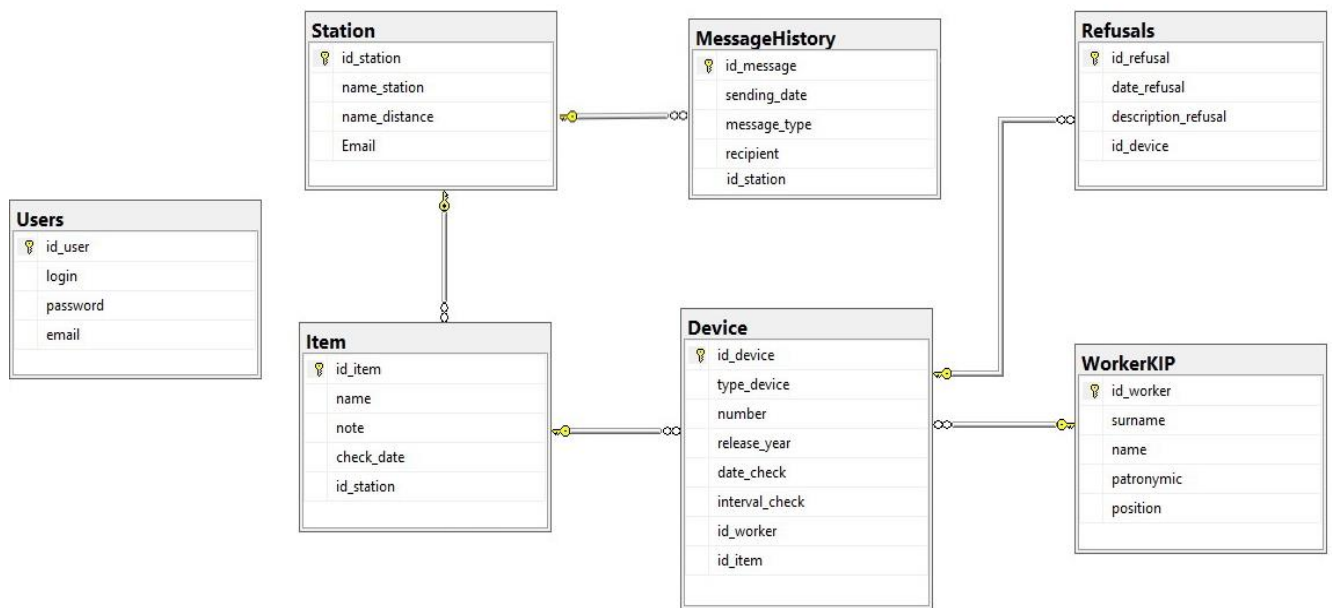 Station
id_station
name_station
name_distance
Email
MessageHistory
id_message
sending_date
message_type
recipient
id_station
Refusals
id_refusal
date_refusal
description_refusal
id_device
Users
id_user
login
password
email
Item
id_item
name
note
check_date
id_station
Device
id_device
type_device
number
release_year
date_check
interval_check
id_worker
id_item
WorkerKIP
id_worker
surname
name
patronymic
position